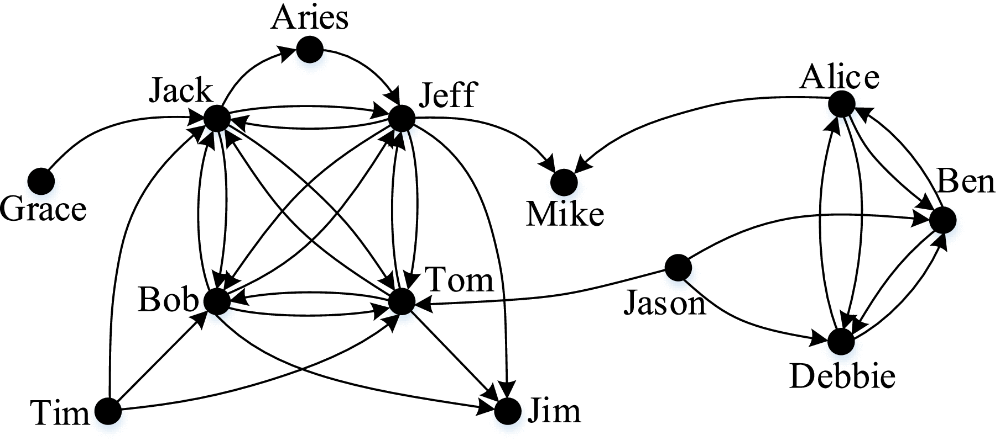 Aries
Jack
Jeff
Alice
Grace
Mike
Ben
Bob
Tom
Jason
Debbie
Tim
Jim